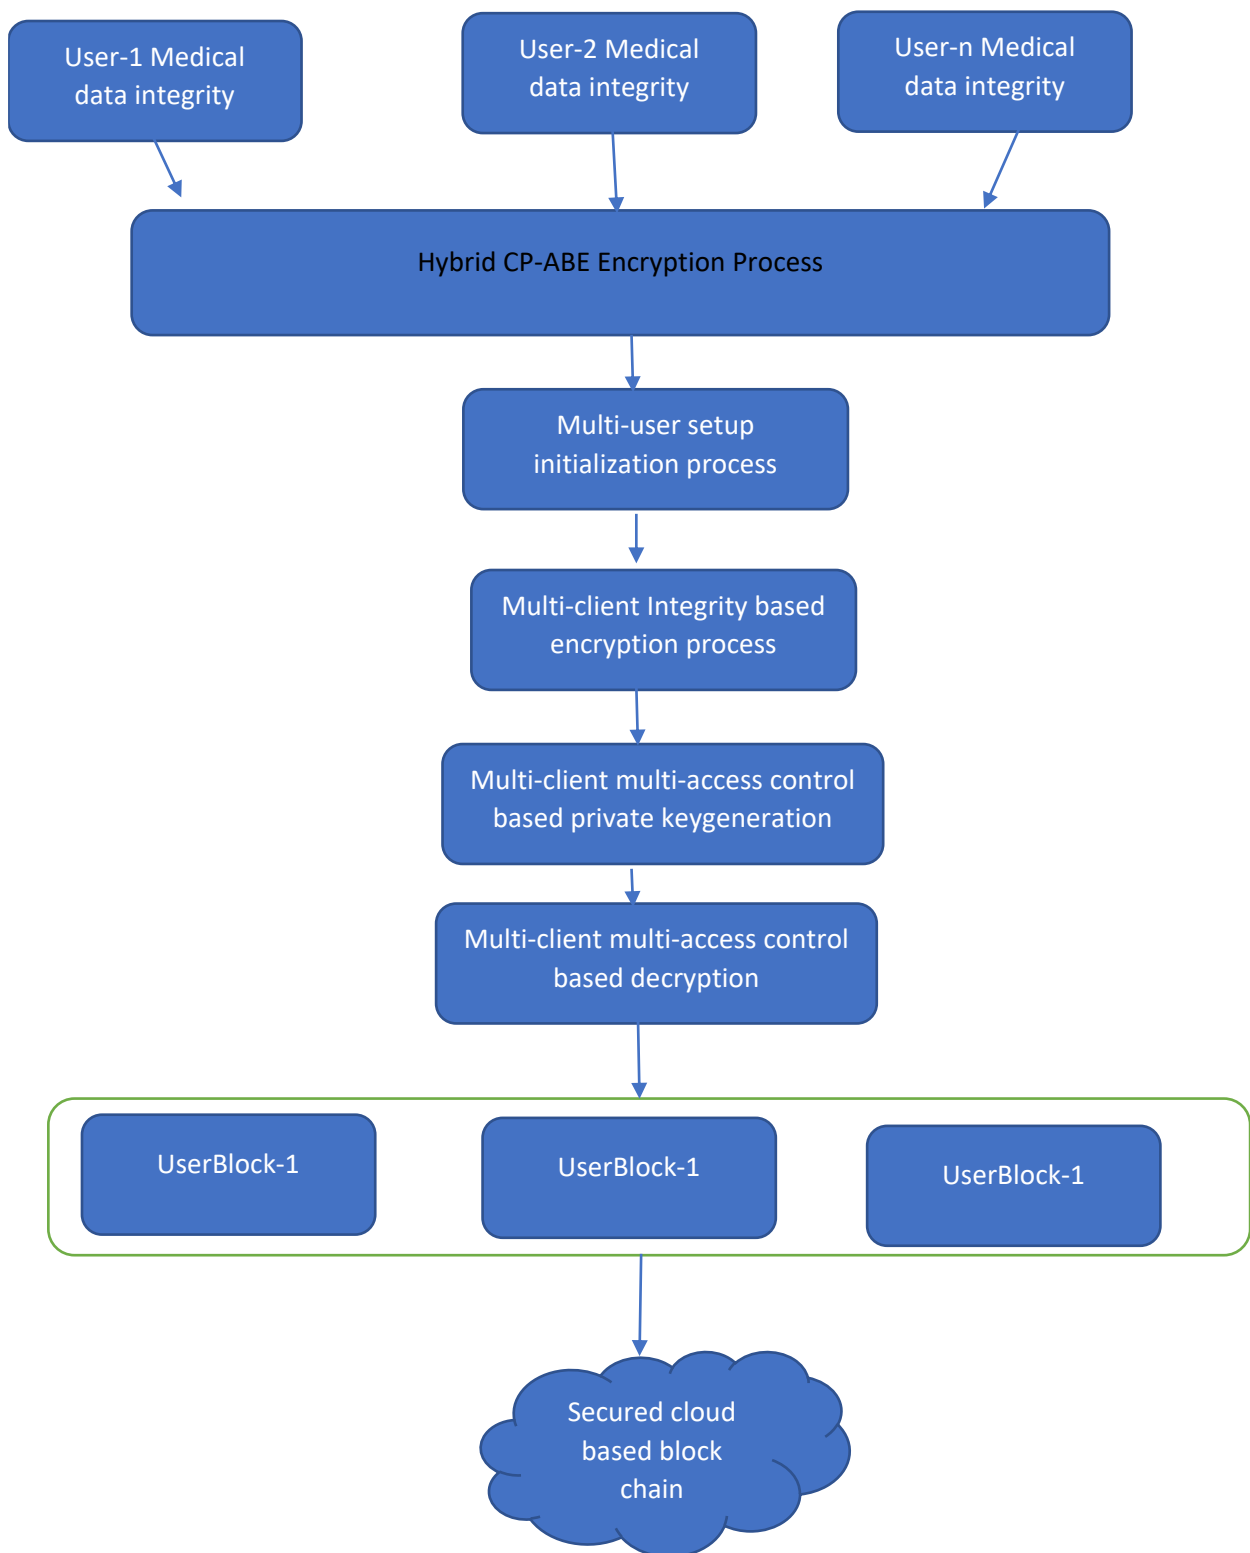 User-1 Medical
data integrity
User-2 Medical
data integrity
User-n Medical
data integrity
Hybrid CP-ABE Encryption Process
Multi-user setup
initialization process
Multi-client Integrity based
encryption process
Multi-client multi-access control
based private keygeneration
Multi-client multi-access control
based decryption
UserBlock-1
UserBlock-1
UserBlock-1
Secured cloud
based block
chain